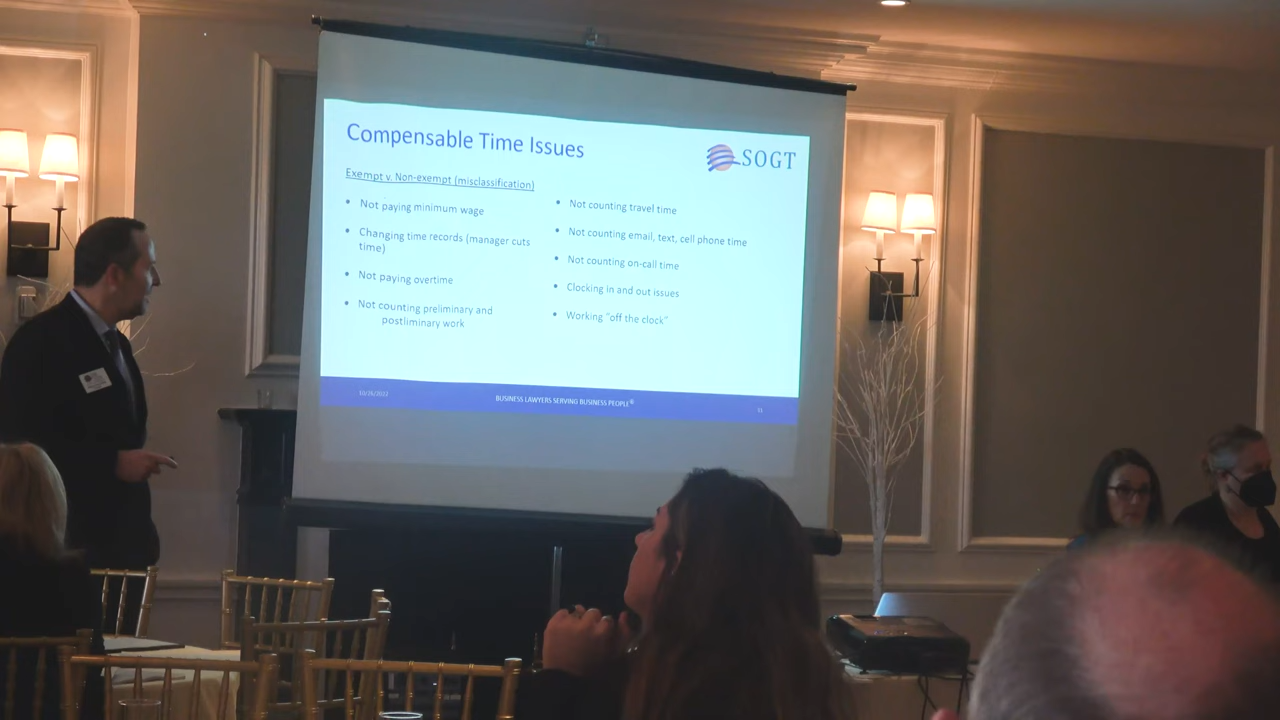 Compensable Time Issues
SOGT
Exempt v. Non-exempt (misclassification)
• Not paying minimum wage
• Changing time records (manager cuts
time)
• Not paying overtime
• Not counting preliminary and
postliminary work
• Not counting travel time
• Not counting email, text, cell phone time
• Not counting on-call time
• Clocking in and out issues
• Working "off the clock"
BUSINESS LAWYERS SERVING BUSINESS PEOPLE®